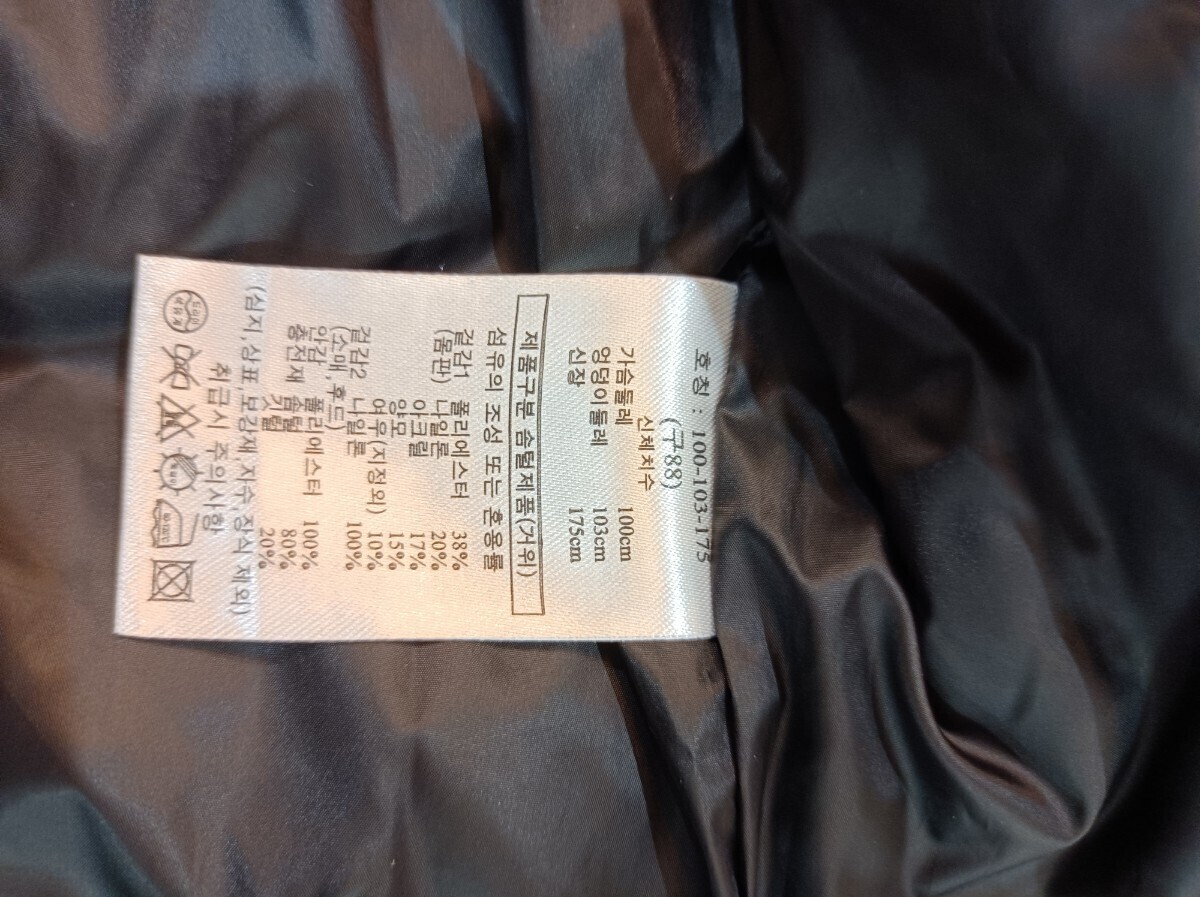 호칭 : 100-103-175
(구88)
신체치수
가슴둘레 100cm
엉덩이둘레 103cm
신장 175cm
제품구분 솜털제품(거위)
섬유의 조성 또는 혼용률
겉감1 폴리에스터 38%
(몸판) 나일론 20%
아크릴 17%
양모 15%
여우(지정외) 10%
겉감2 나일론 100%
(소매,후드)
안감 폴리에스터 100%
충전재 솜털 80%
깃털 20%
(심지,상표,보강재,자수,장식 제외)
취급시 주의사항